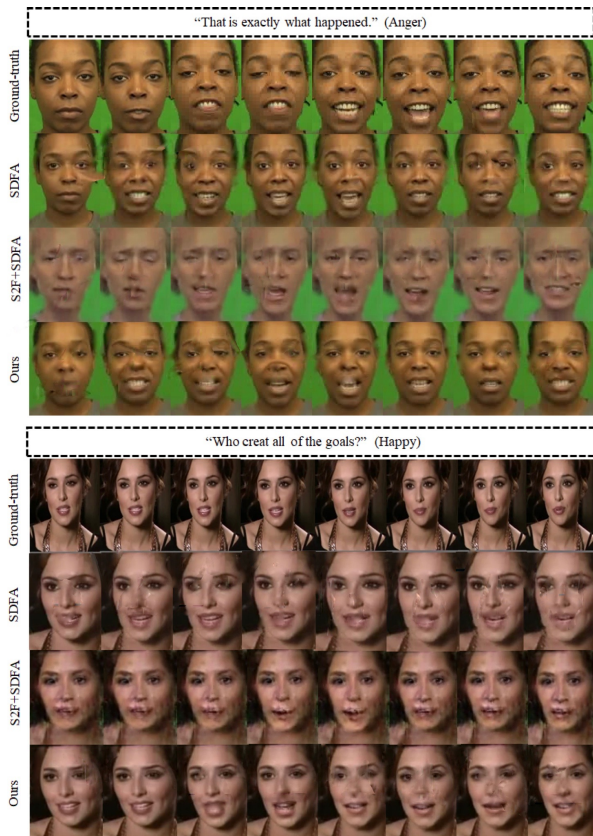 “That is exactly what happened.” (Anger)
Ground-truth
SDFA
S2F+SDFA
Ours
“Who creat all of the goals?” (Happy)
Ground-truth
SDFA
S2F+SDFA
Ours